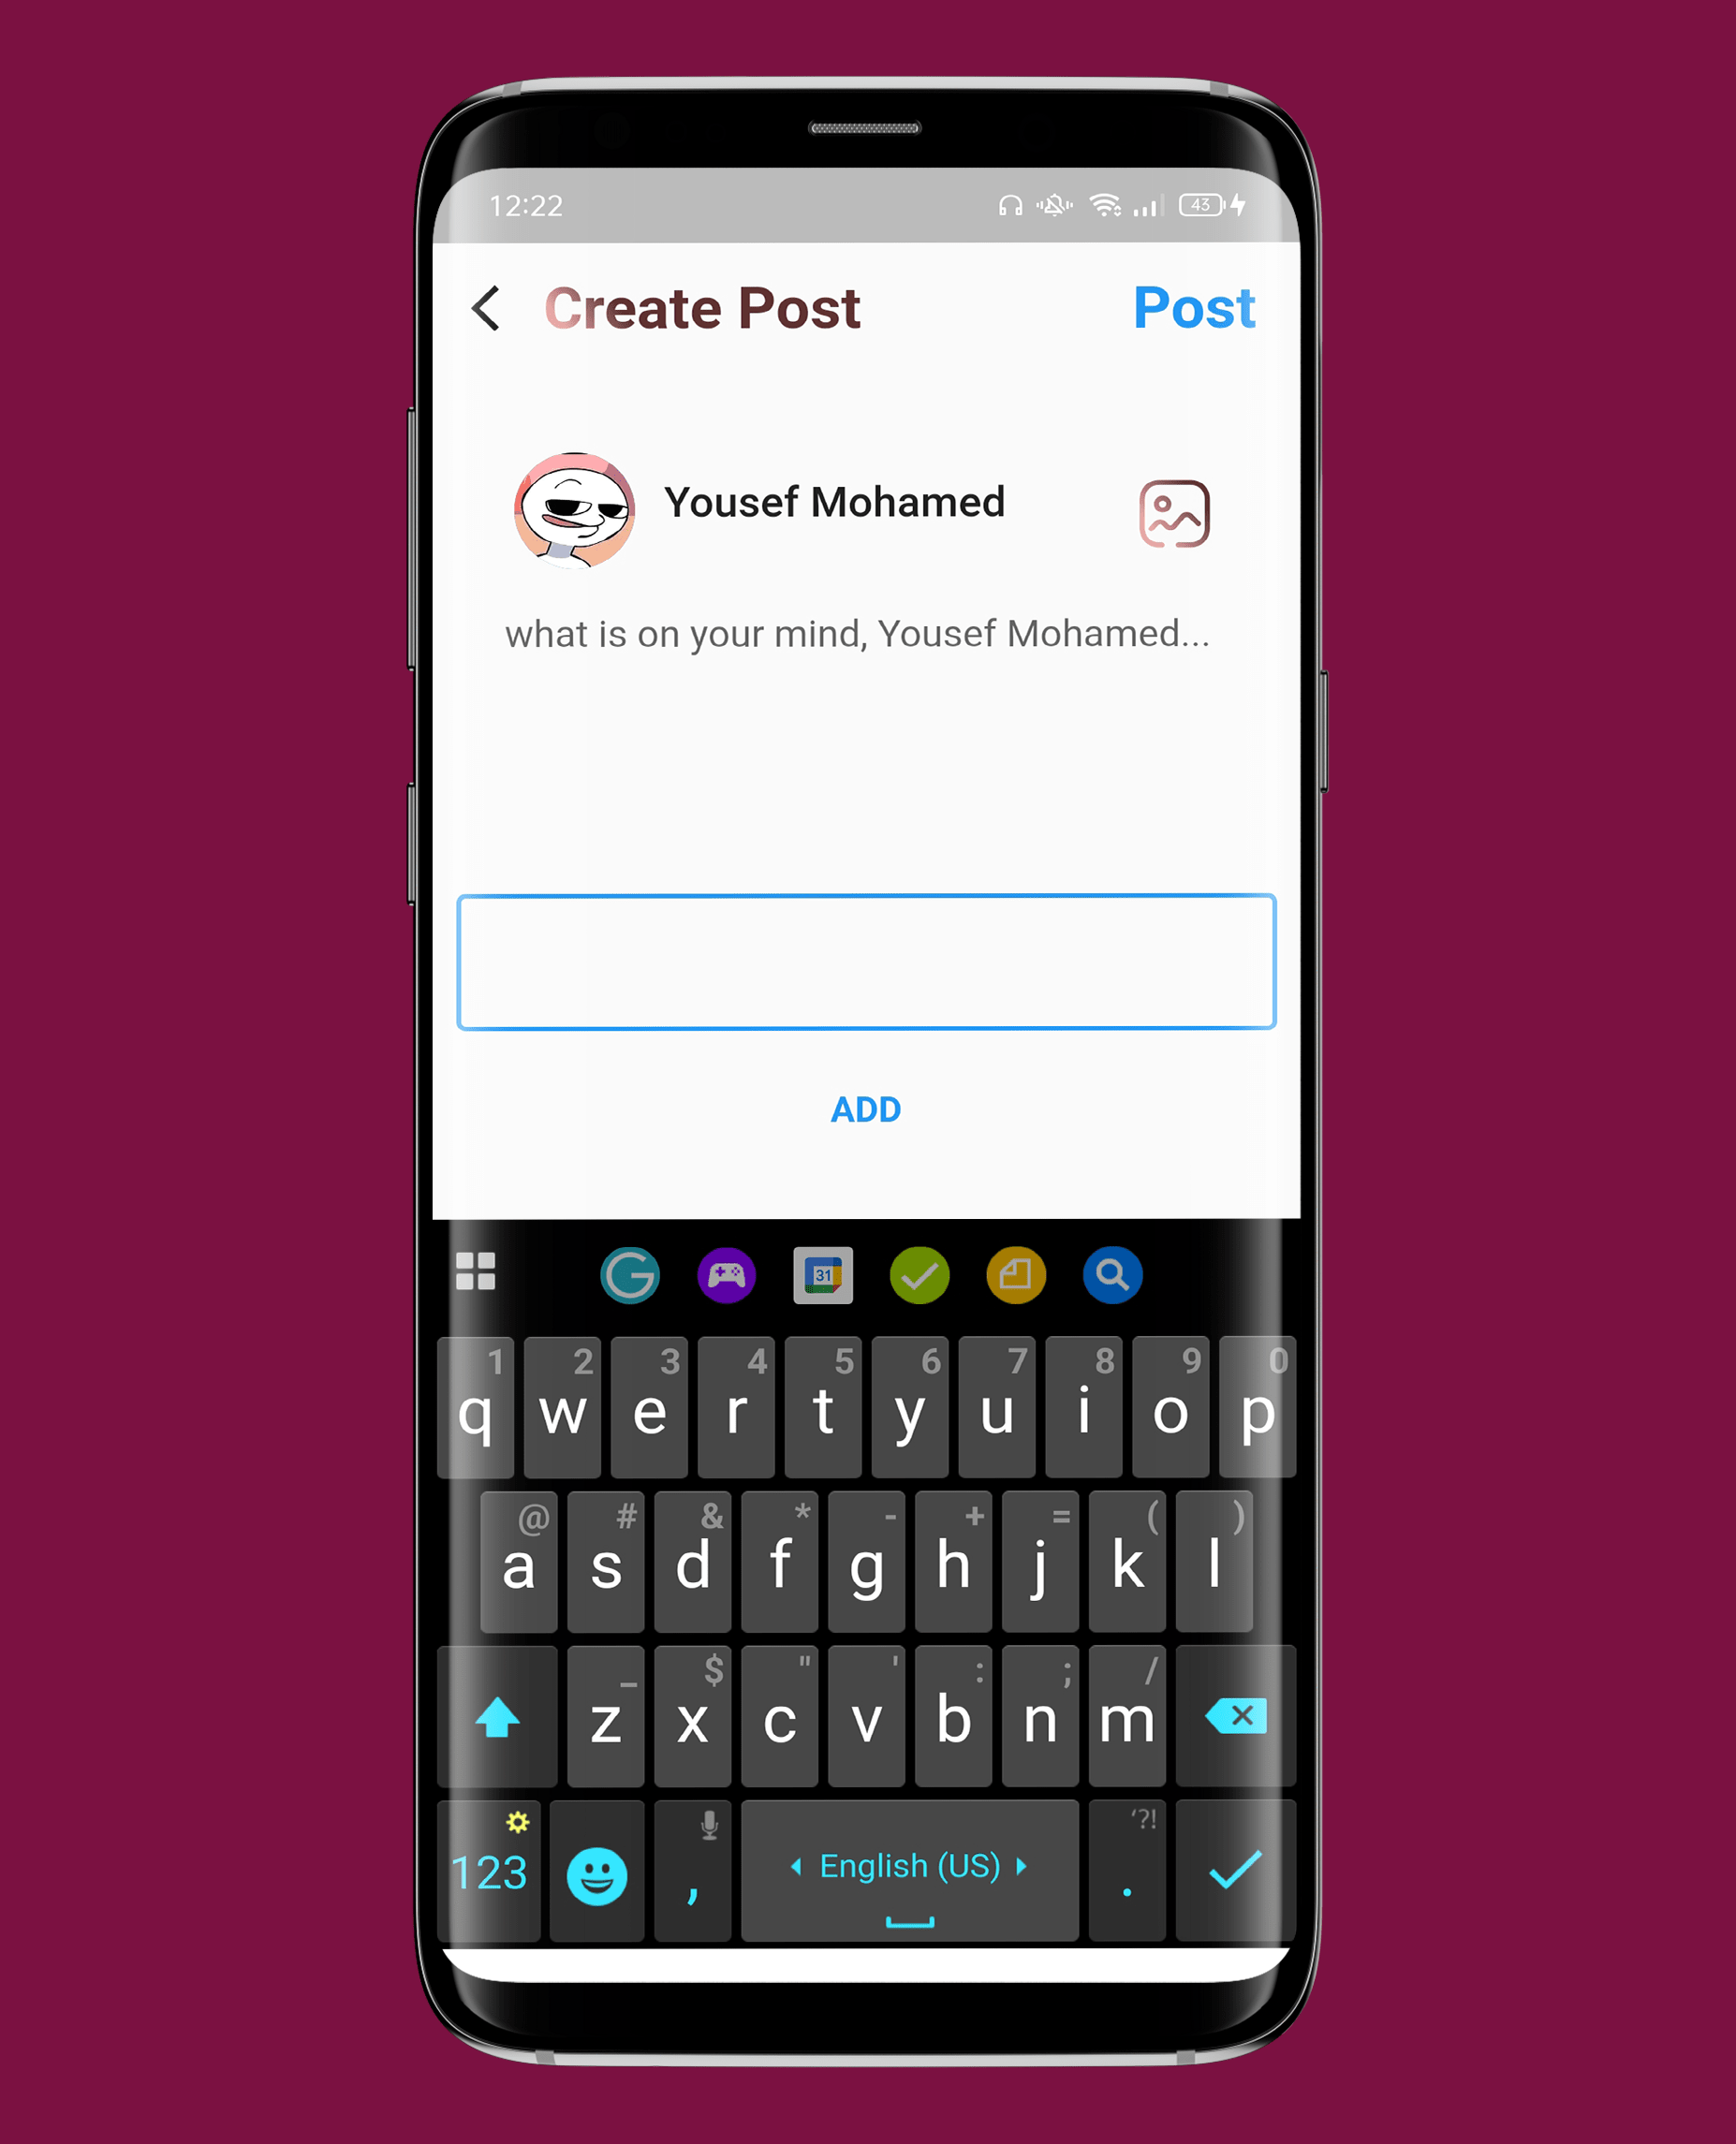 12:22 43
Create Post Post
Yousef Mohamed
what is on your mind, Yousef Mohamed...
ADD
31
1 2 3 4 5 6 7 8 9 0
q w e r t y u i o p
@ # & * - + = ( )
a s d f g h j k l
_ $ " ' : ; /
z x c v b n m
'?!
123 , English (US) .